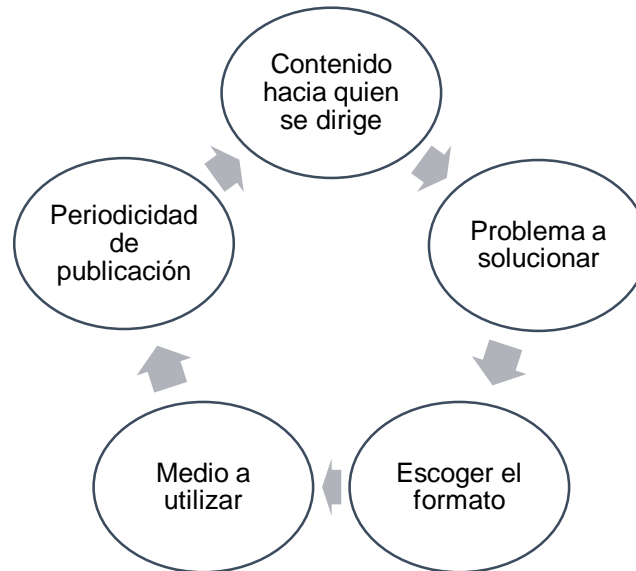 Contenido
hacia quien
se dirige
Problema a
solucionar
Escoger el
formato
Medio a
utilizar
Periodicidad
de
publicación